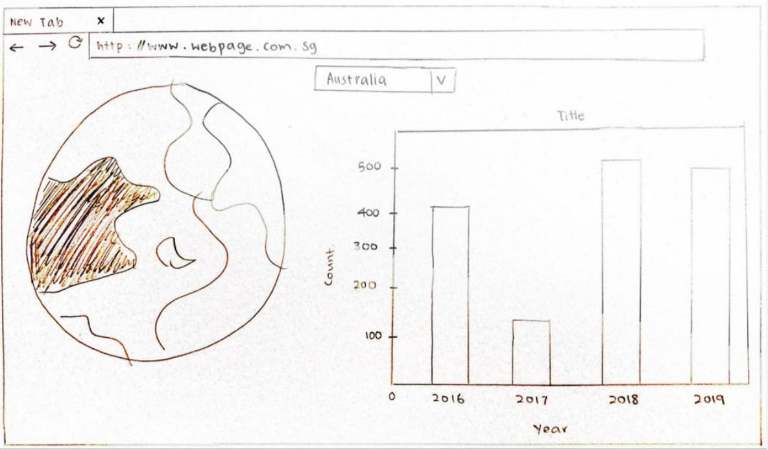 New Tab x
http://www.webpage.com.sg
Australia V
Title
500
400
300
200
100
0
Count
2016 2017 2018 2019
Year